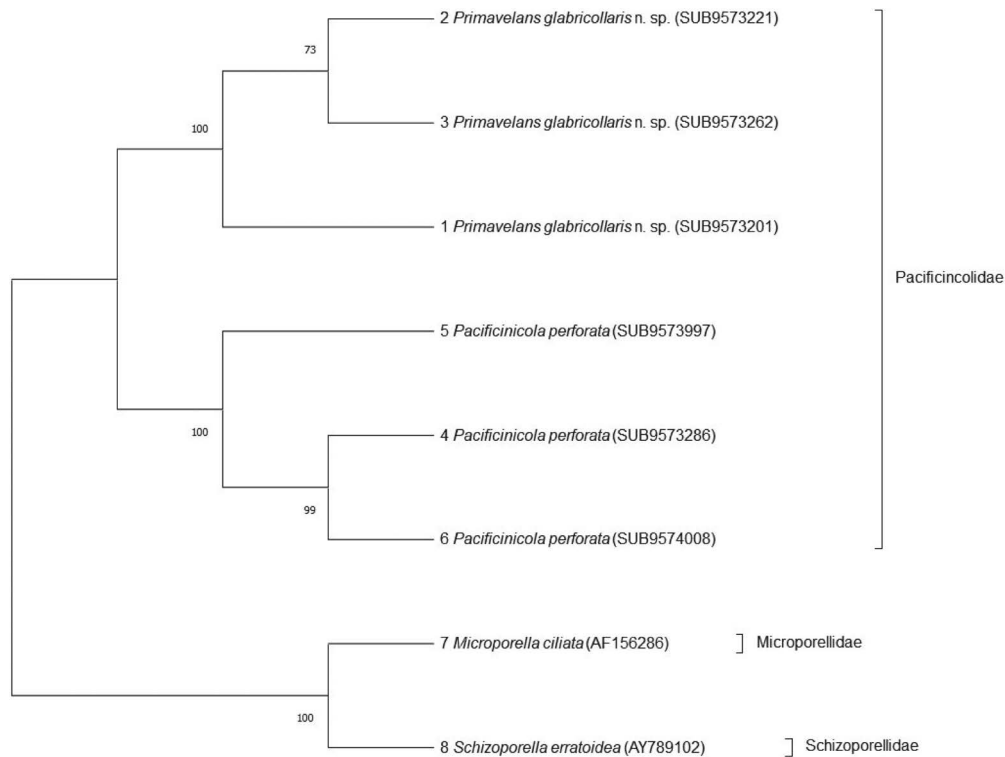 2 Primavelans glabricollaris n. sp. (SUB9573221)
73
3 Primavelans glabricollaris n. sp. (SUB9573262)
100
1 Primavelans glabricollaris n. sp. (SUB9573201)
Pacificincolidae
5 Pacificinicola perforata (SUB9573997)
100
4 Pacificinicola perforata (SUB9573286)
99
6 Pacificinicola perforata (SUB9574008)
7 Microporella ciliata (AF156286) Microporellidae
100
8 Schizoporella erratoidea (AY789102) Schizoporellidae